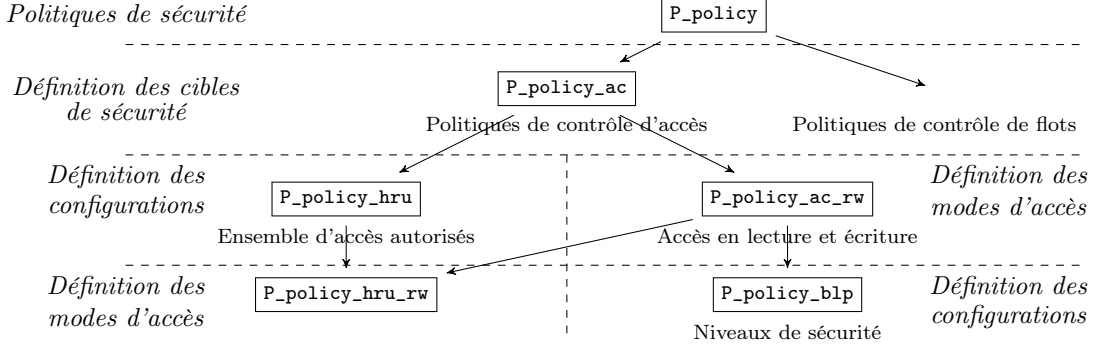 Politiques de sécurité
P_policy
Définition des cibles
de sécurité
P_policy_ac
Politiques de contrôle d'accès
Politiques de contrôle de flots
Définition des
configurations
P_policy_hru
Ensemble d'accès autorisés
P_policy_ac_rw
Accès en lecture et écriture
Définition des
modes d'accès
Définition des
modes d'accès
P_policy_hru_rw
P_policy_blp
Niveaux de sécurité
Définition des
configurations